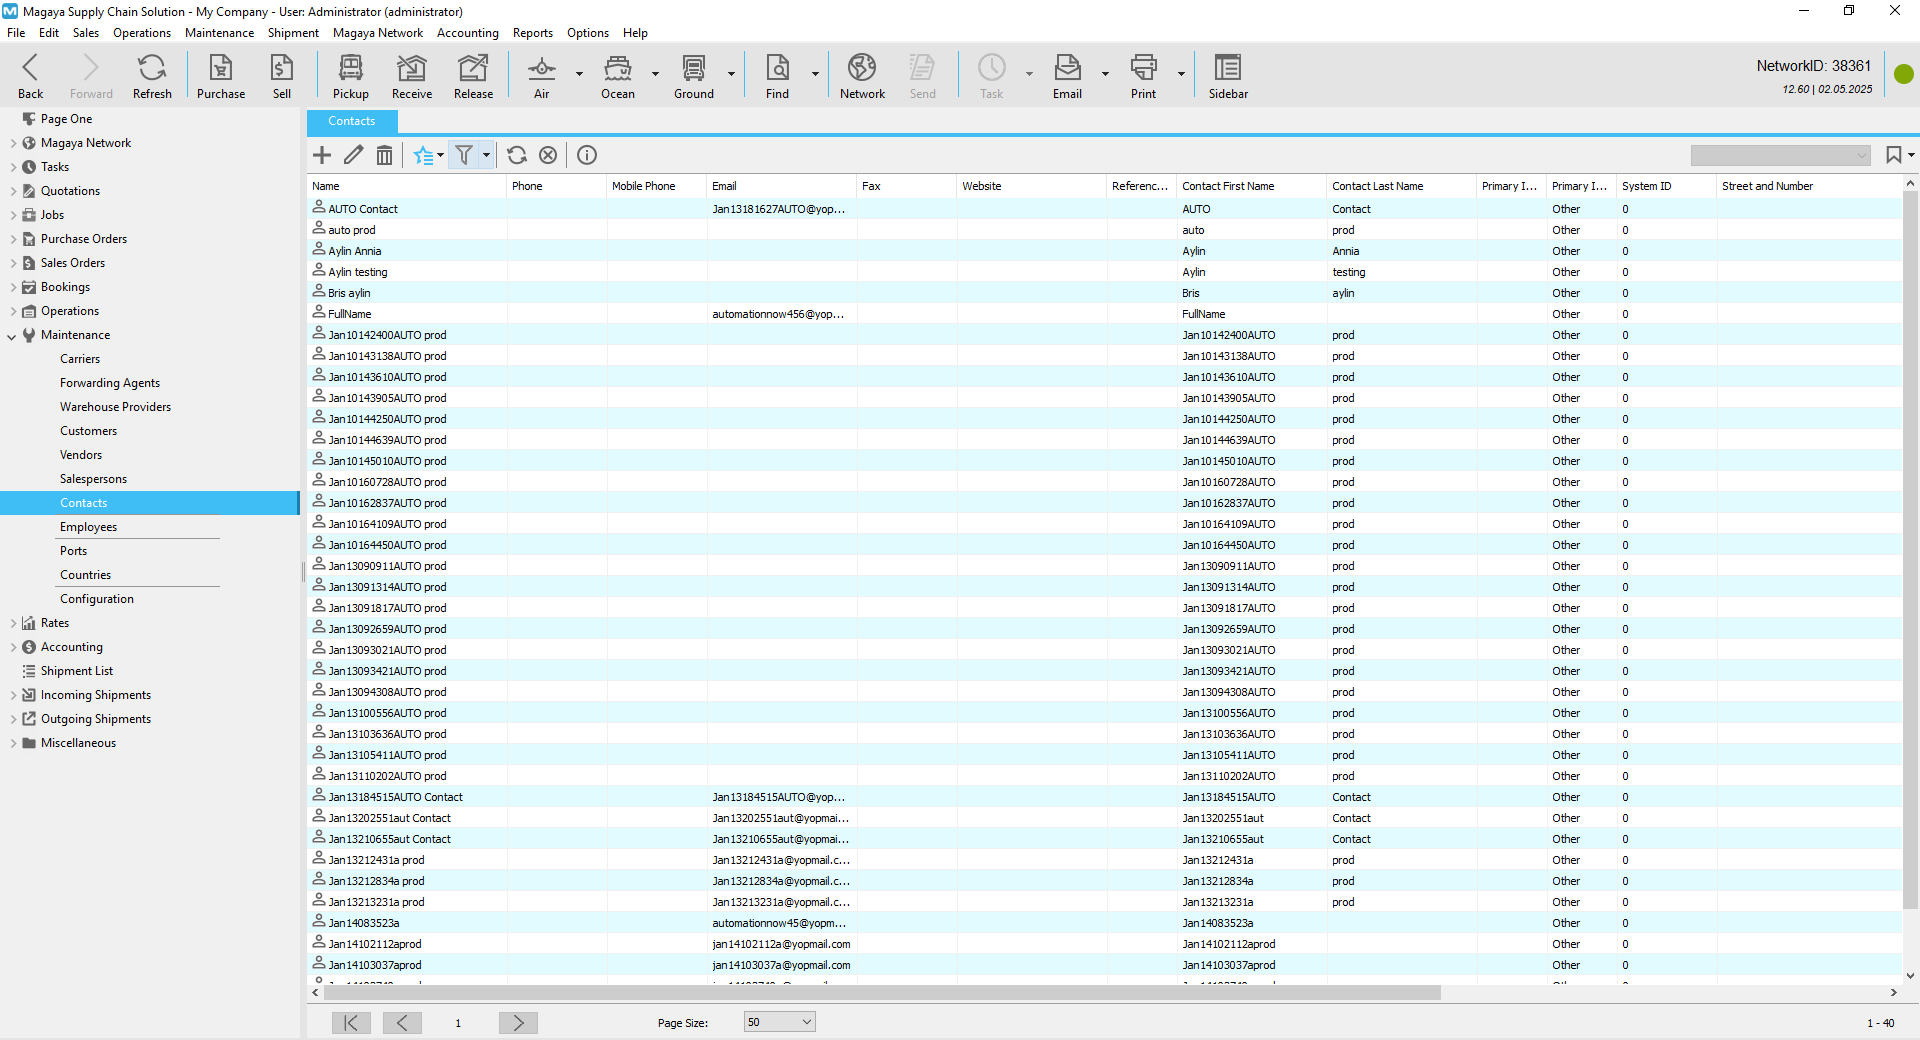 Magaya Supply Chain Solution - My Company - User: Administrator (administrator)
File Edit Sales Operations Maintenance Shipment Magaya Network Accounting Reports Options Help
Back Forward Refresh Purchase Sell Pickup Receive Release Air Ocean Ground Find Network Send Task Email Print Sidebar
NetworkID: 38361
12.60 | 02.05.2025
Page One
Magaya Network
Tasks
Quotations
Jobs
Purchase Orders
Sales Orders
Bookings
Operations
Maintenance
Carriers
Forwarding Agents
Warehouse Providers
Customers
Vendors
Salespersons
Contacts
Employees
Ports
Countries
Configuration
Rates
Accounting
Shipment List
Incoming Shipments
Outgoing Shipments
Miscellaneous
Contacts
Name Phone Mobile Phone Email Fax Website Referenc... Contact First Name Contact Last Name Primary I... Primary I... System ID Street and Number
AUTO Contact Jan13181627AUTO@yop... AUTO Contact Other 0
auto prod auto prod Other 0
Aylin Annia Aylin Annia Other 0
Aylin testing Aylin testing Other 0
Bris aylin Bris aylin Other 0
FullName automationnow456@yop... FullName Other 0
Jan10142400AUTO prod Jan10142400AUTO prod Other 0
Jan10143138AUTO prod Jan10143138AUTO prod Other 0
Jan10143610AUTO prod Jan10143610AUTO prod Other 0
Jan10143905AUTO prod Jan10143905AUTO prod Other 0
Jan10144250AUTO prod Jan10144250AUTO prod Other 0
Jan10144639AUTO prod Jan10144639AUTO prod Other 0
Jan10145010AUTO prod Jan10145010AUTO prod Other 0
Jan10160728AUTO prod Jan10160728AUTO prod Other 0
Jan10162837AUTO prod Jan10162837AUTO prod Other 0
Jan10164109AUTO prod Jan10164109AUTO prod Other 0
Jan10164450AUTO prod Jan10164450AUTO prod Other 0
Jan13090911AUTO prod Jan13090911AUTO prod Other 0
Jan13091314AUTO prod Jan13091314AUTO prod Other 0
Jan13091817AUTO prod Jan13091817AUTO prod Other 0
Jan13092659AUTO prod Jan13092659AUTO prod Other 0
Jan13093021AUTO prod Jan13093021AUTO prod Other 0
Jan13093421AUTO prod Jan13093421AUTO prod Other 0
Jan13094308AUTO prod Jan13094308AUTO prod Other 0
Jan13100556AUTO prod Jan13100556AUTO prod Other 0
Jan13103636AUTO prod Jan13103636AUTO prod Other 0
Jan13105411AUTO prod Jan13105411AUTO prod Other 0
Jan13110202AUTO prod Jan13110202AUTO prod Other 0
Jan13184515AUTO Contact Jan13184515AUTO@yop... Jan13184515AUTO Contact Other 0
Jan13202551aut Contact Jan13202551aut@yopmai... Jan13202551aut Contact Other 0
Jan13210655aut Contact Jan13210655aut@yopmai... Jan13210655aut Contact Other 0
Jan13212431a prod Jan13212431a@yopmail.c... Jan13212431a prod Other 0
Jan13212834a prod Jan13212834a@yopmail.c... Jan13212834a prod Other 0
Jan13213231a prod Jan13213231a@yopmail.c... Jan13213231a prod Other 0
Jan14083523a automationnow45@yopm... Jan14083523a Other 0
Jan14102112aprod jan14102112a@yopmail.com Jan14102112aprod Other 0
Jan14103037aprod jan14103037a@yopmail.com Jan14103037aprod Other 0
1 Page Size: 50 1 - 40